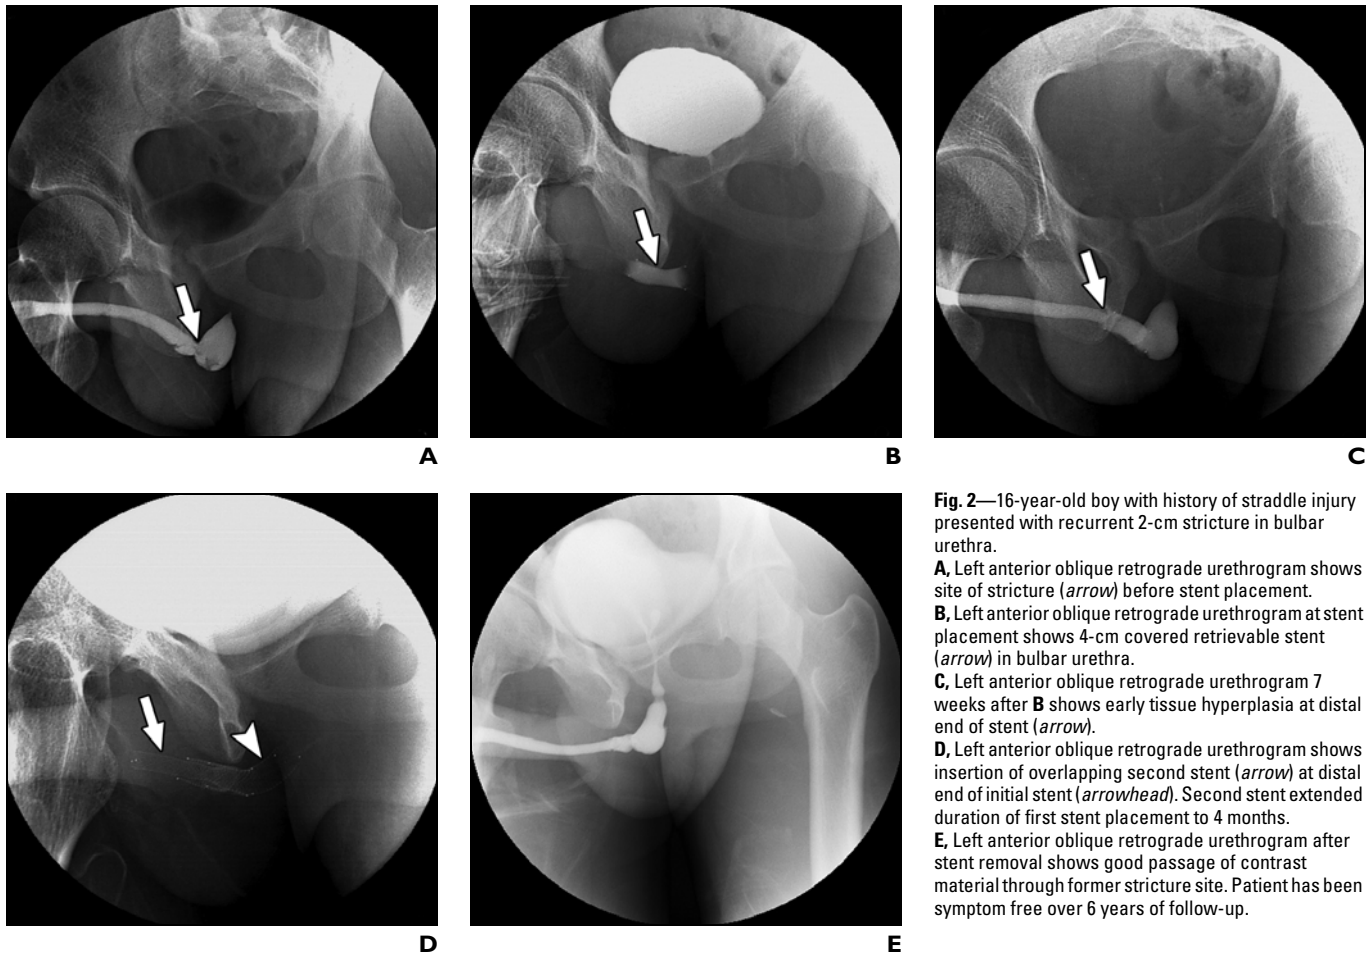 A
B
C
D
E
Fig. 2—16-year-old boy with history of straddle injury
presented with recurrent 2-cm stricture in bulbar
urethra.
A, Left anterior oblique retrograde urethrogram shows
site of stricture (arrow) before stent placement.
B, Left anterior oblique retrograde urethrogram at stent
placement shows 4-cm covered retrievable stent
(arrow) in bulbar urethra.
C, Left anterior oblique retrograde urethrogram 7
weeks after B shows early tissue hyperplasia at distal
end of stent (arrow).
D, Left anterior oblique retrograde urethrogram shows
insertion of overlapping second stent (arrow) at distal
end of initial stent (arrowhead). Second stent extended
duration of first stent placement to 4 months.
E, Left anterior oblique retrograde urethrogram after
stent removal shows good passage of contrast
material through former stricture site. Patient has been
symptom free over 6 years of follow-up.